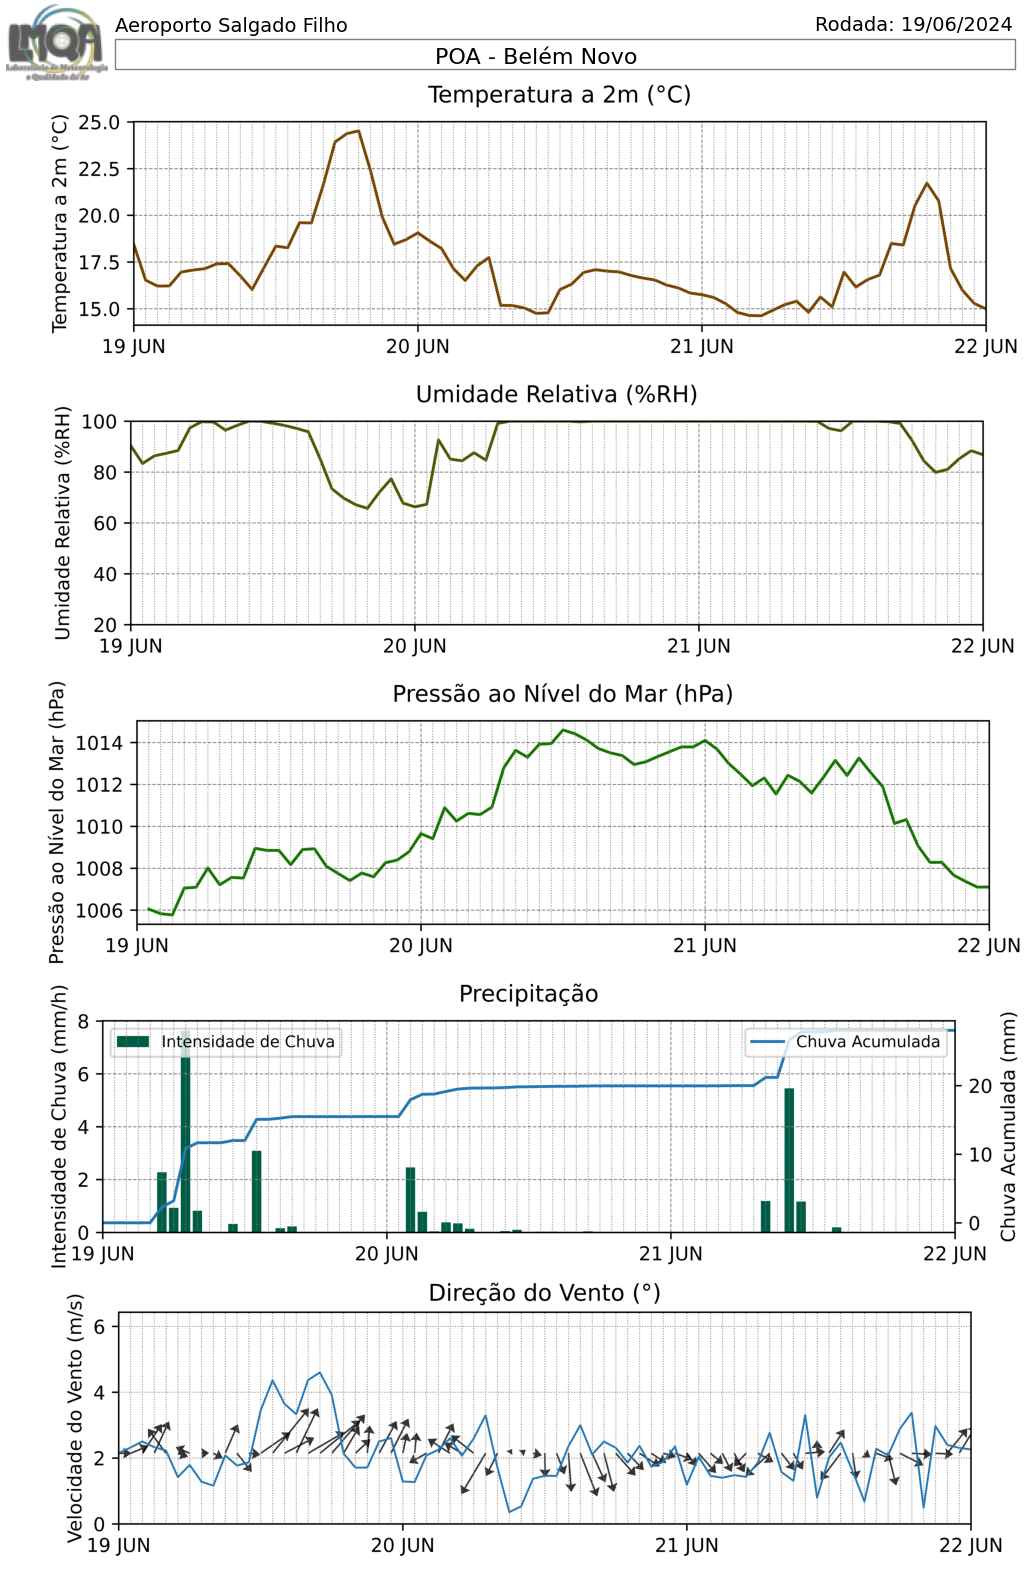 LMQA
Laboratório de Meteorologia
e Qualidade do Ar
Aeroporto Salgado Filho
Rodada: 19/06/2024
POA - Belém Novo
Temperatura a 2m (°C)
Temperatura a 2m (°C)
25.0
22.5
20.0
17.5
15.0
19 JUN
20 JUN
21 JUN
22 JUN
Umidade Relativa (%RH)
Umidade Relativa (%RH)
100
80
60
40
20
19 JUN
20 JUN
21 JUN
22 JUN
Pressão ao Nível do Mar (hPa)
Pressão ao Nível do Mar (hPa)
1014
1012
1010
1008
1006
19 JUN
20 JUN
21 JUN
22 JUN
Precipitação
Intensidade de Chuva (mm/h)
8
6
4
2
0
Intensidade de Chuva
Chuva Acumulada
Chuva Acumulada (mm)
20
10
0
19 JUN
20 JUN
21 JUN
22 JUN
Direção do Vento (°)
Velocidade do Vento (m/s)
6
4
2
0
19 JUN
20 JUN
21 JUN
22 JUN